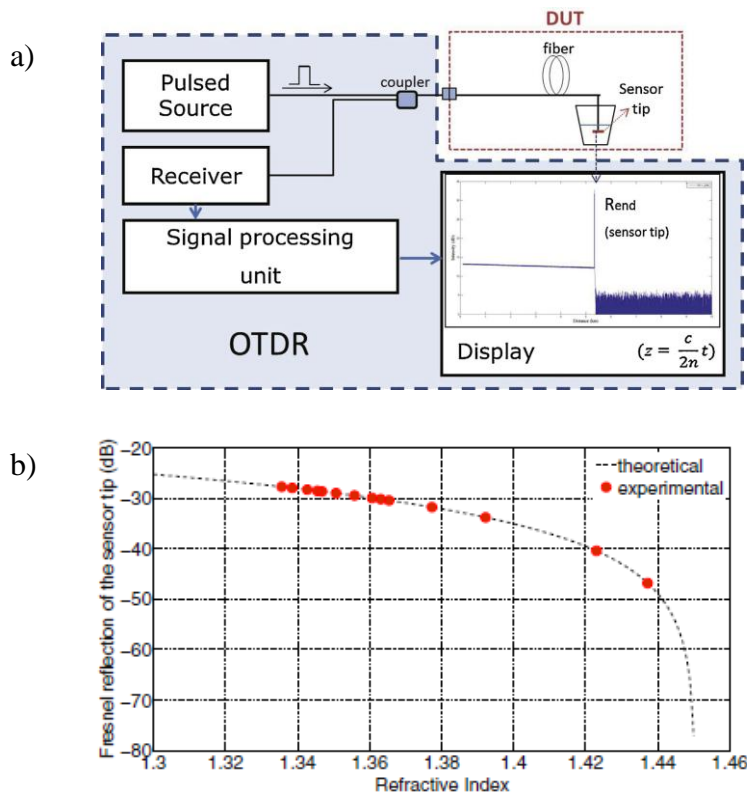 a)
DUT
fiber
Pulsed
Source
coupler
Sensor
tip
Receiver
Rend
(sensor tip)
Signal processing
unit
OTDR
Display
(z = c/2n t)
b)
Fresnel reflection of the sensor tip (dB)
-20
-30
-40
-50
-60
-70
-80
theoretical
experimental
1.3
1.32
1.34
1.36
1.38
1.4
1.42
1.44
1.46
Refractive Index